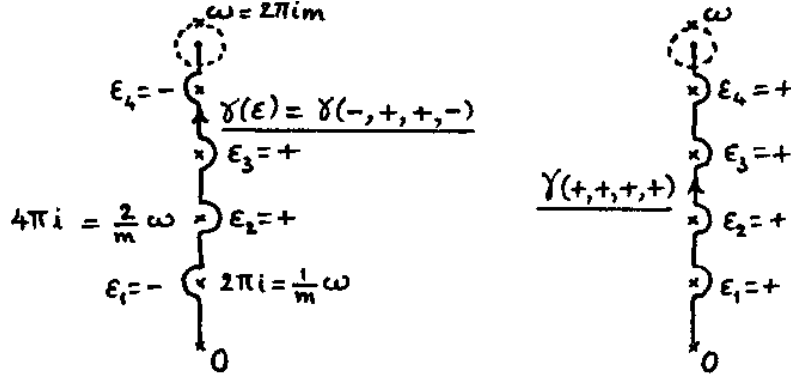 ω = 2πim
ε₄ = −
γ(ε) = γ(−,+,+,−)
ε₃ = +
4πi = 2/m ω
ε₂ = +
ε₁ = −
2πi = 1/m ω
0
ω
ε₄ = +
ε₃ = +
γ(+,+,+,+)
ε₂ = +
ε₁ = +
0